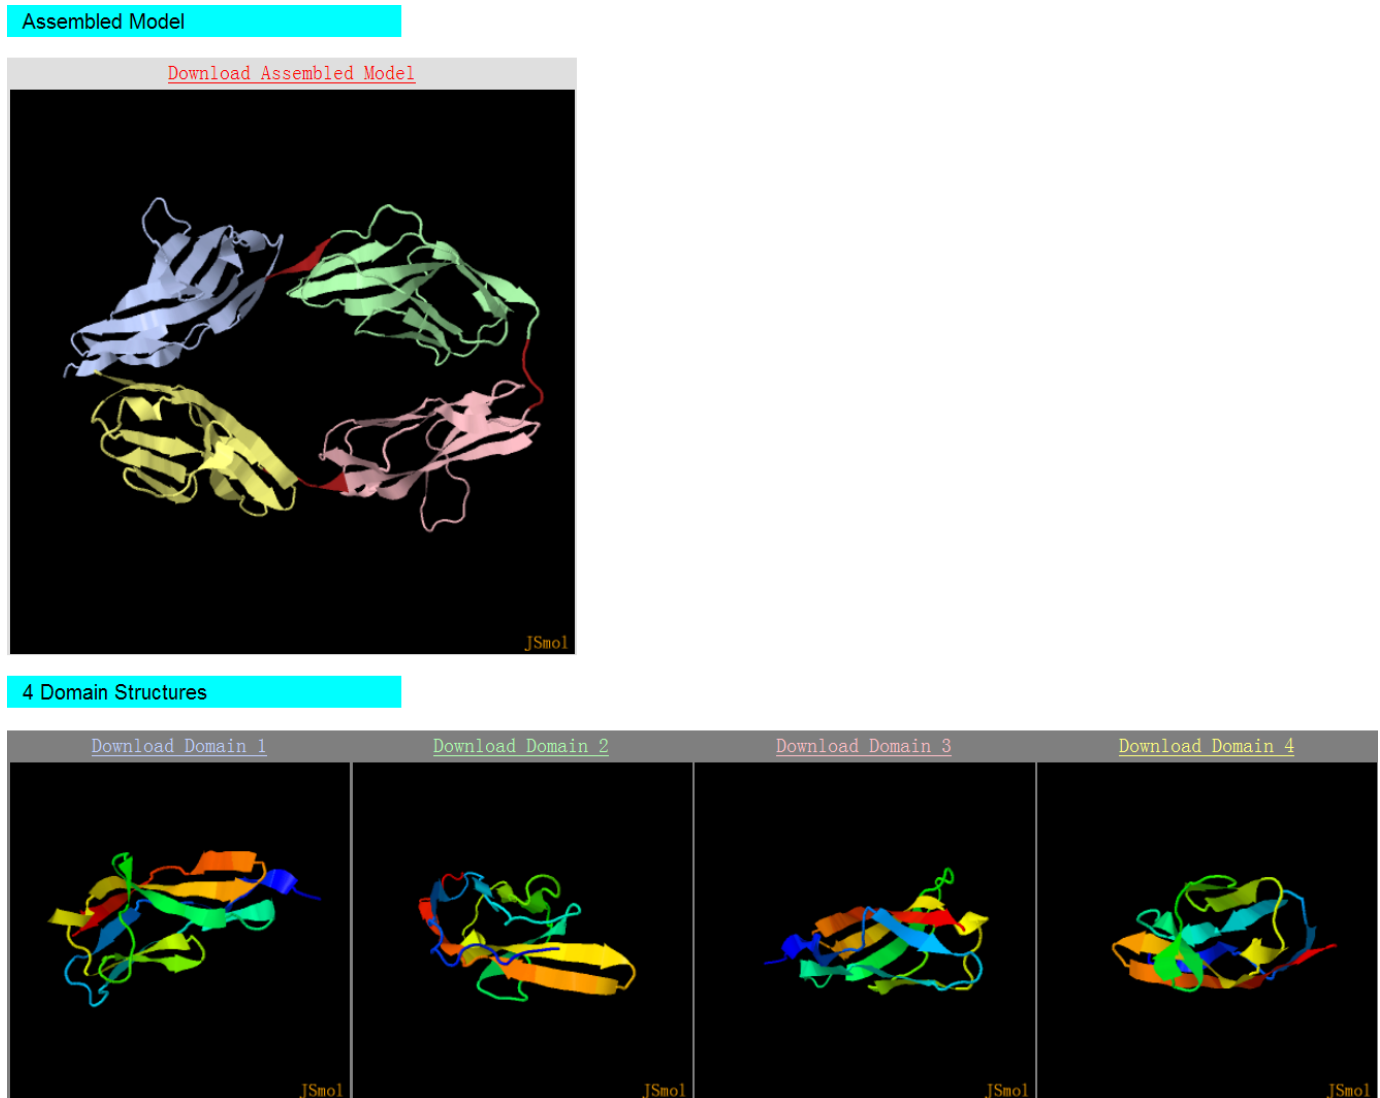 Assembled Model
Download Assembled Model
JSmol
4 Domain Structures
Download Domain 1
Download Domain 2
Download Domain 3
Download Domain 4
JSmol
JSmol
JSmol
JSmol